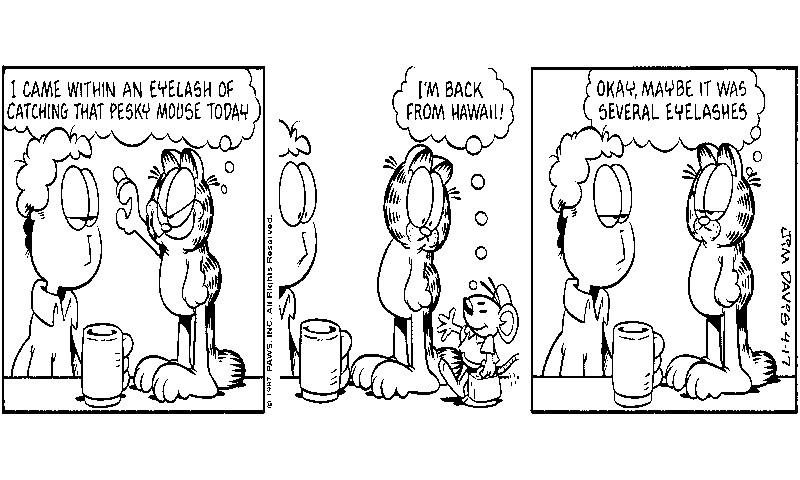 I CAME WITHIN AN EYELASH OF
CATCHING THAT PESKY MOUSE TODAY
© 1987 PAWS, INC. All Rights Reserved.
I'M BACK
FROM HAWAII!
OKAY, MAYBE IT WAS
SEVERAL EYELASHES
JIM DAVIS 4-17